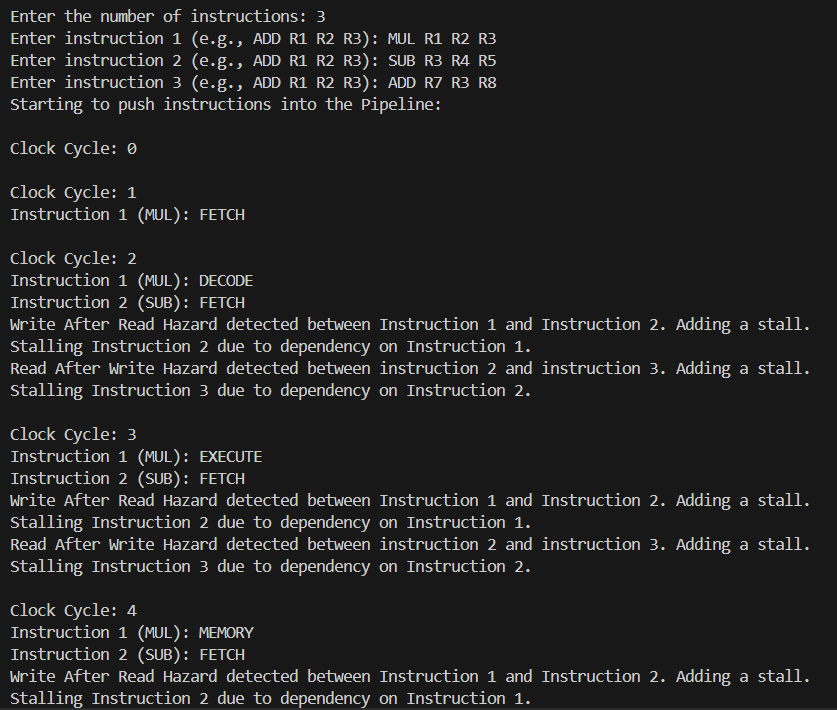 Enter the number of instructions: 3
Enter instruction 1 (e.g., ADD R1 R2 R3): MUL R1 R2 R3
Enter instruction 2 (e.g., ADD R1 R2 R3): SUB R3 R4 R5
Enter instruction 3 (e.g., ADD R1 R2 R3): ADD R7 R3 R8
Starting to push instructions into the Pipeline:

Clock Cycle: 0

Clock Cycle: 1
Instruction 1 (MUL): FETCH

Clock Cycle: 2
Instruction 1 (MUL): DECODE
Instruction 2 (SUB): FETCH
Write After Read Hazard detected between Instruction 1 and Instruction 2. Adding a stall.
Stalling Instruction 2 due to dependency on Instruction 1.
Read After Write Hazard detected between instruction 2 and instruction 3. Adding a stall.
Stalling Instruction 3 due to dependency on Instruction 2.

Clock Cycle: 3
Instruction 1 (MUL): EXECUTE
Instruction 2 (SUB): FETCH
Write After Read Hazard detected between Instruction 1 and Instruction 2. Adding a stall.
Stalling Instruction 2 due to dependency on Instruction 1.
Read After Write Hazard detected between instruction 2 and instruction 3. Adding a stall.
Stalling Instruction 3 due to dependency on Instruction 2.

Clock Cycle: 4
Instruction 1 (MUL): MEMORY
Instruction 2 (SUB): FETCH
Write After Read Hazard detected between Instruction 1 and Instruction 2. Adding a stall.
Stalling Instruction 2 due to dependency on Instruction 1.